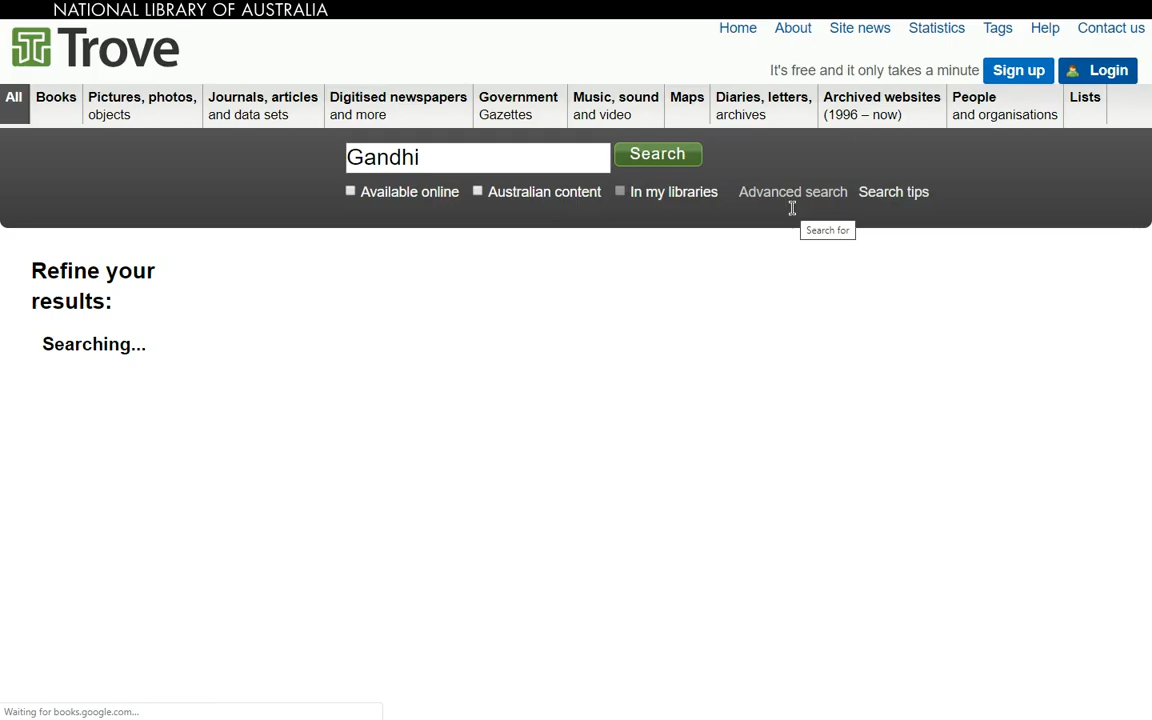 NATIONAL LIBRARY OF AUSTRALIA
Trove
Home About Site news Statistics Tags Help Contact us
It's free and it only takes a minute Sign up Login
All Books Pictures, photos, objects Journals, articles and data sets Digitised newspapers and more Government Gazettes Music, sound and video Maps Diaries, letters, archives Archived websites (1996 – now) People and organisations Lists
Gandhi Search
Available online Australian content In my libraries Advanced search Search tips
Search for
Refine your
results:
Searching...
Waiting for books.google.com...